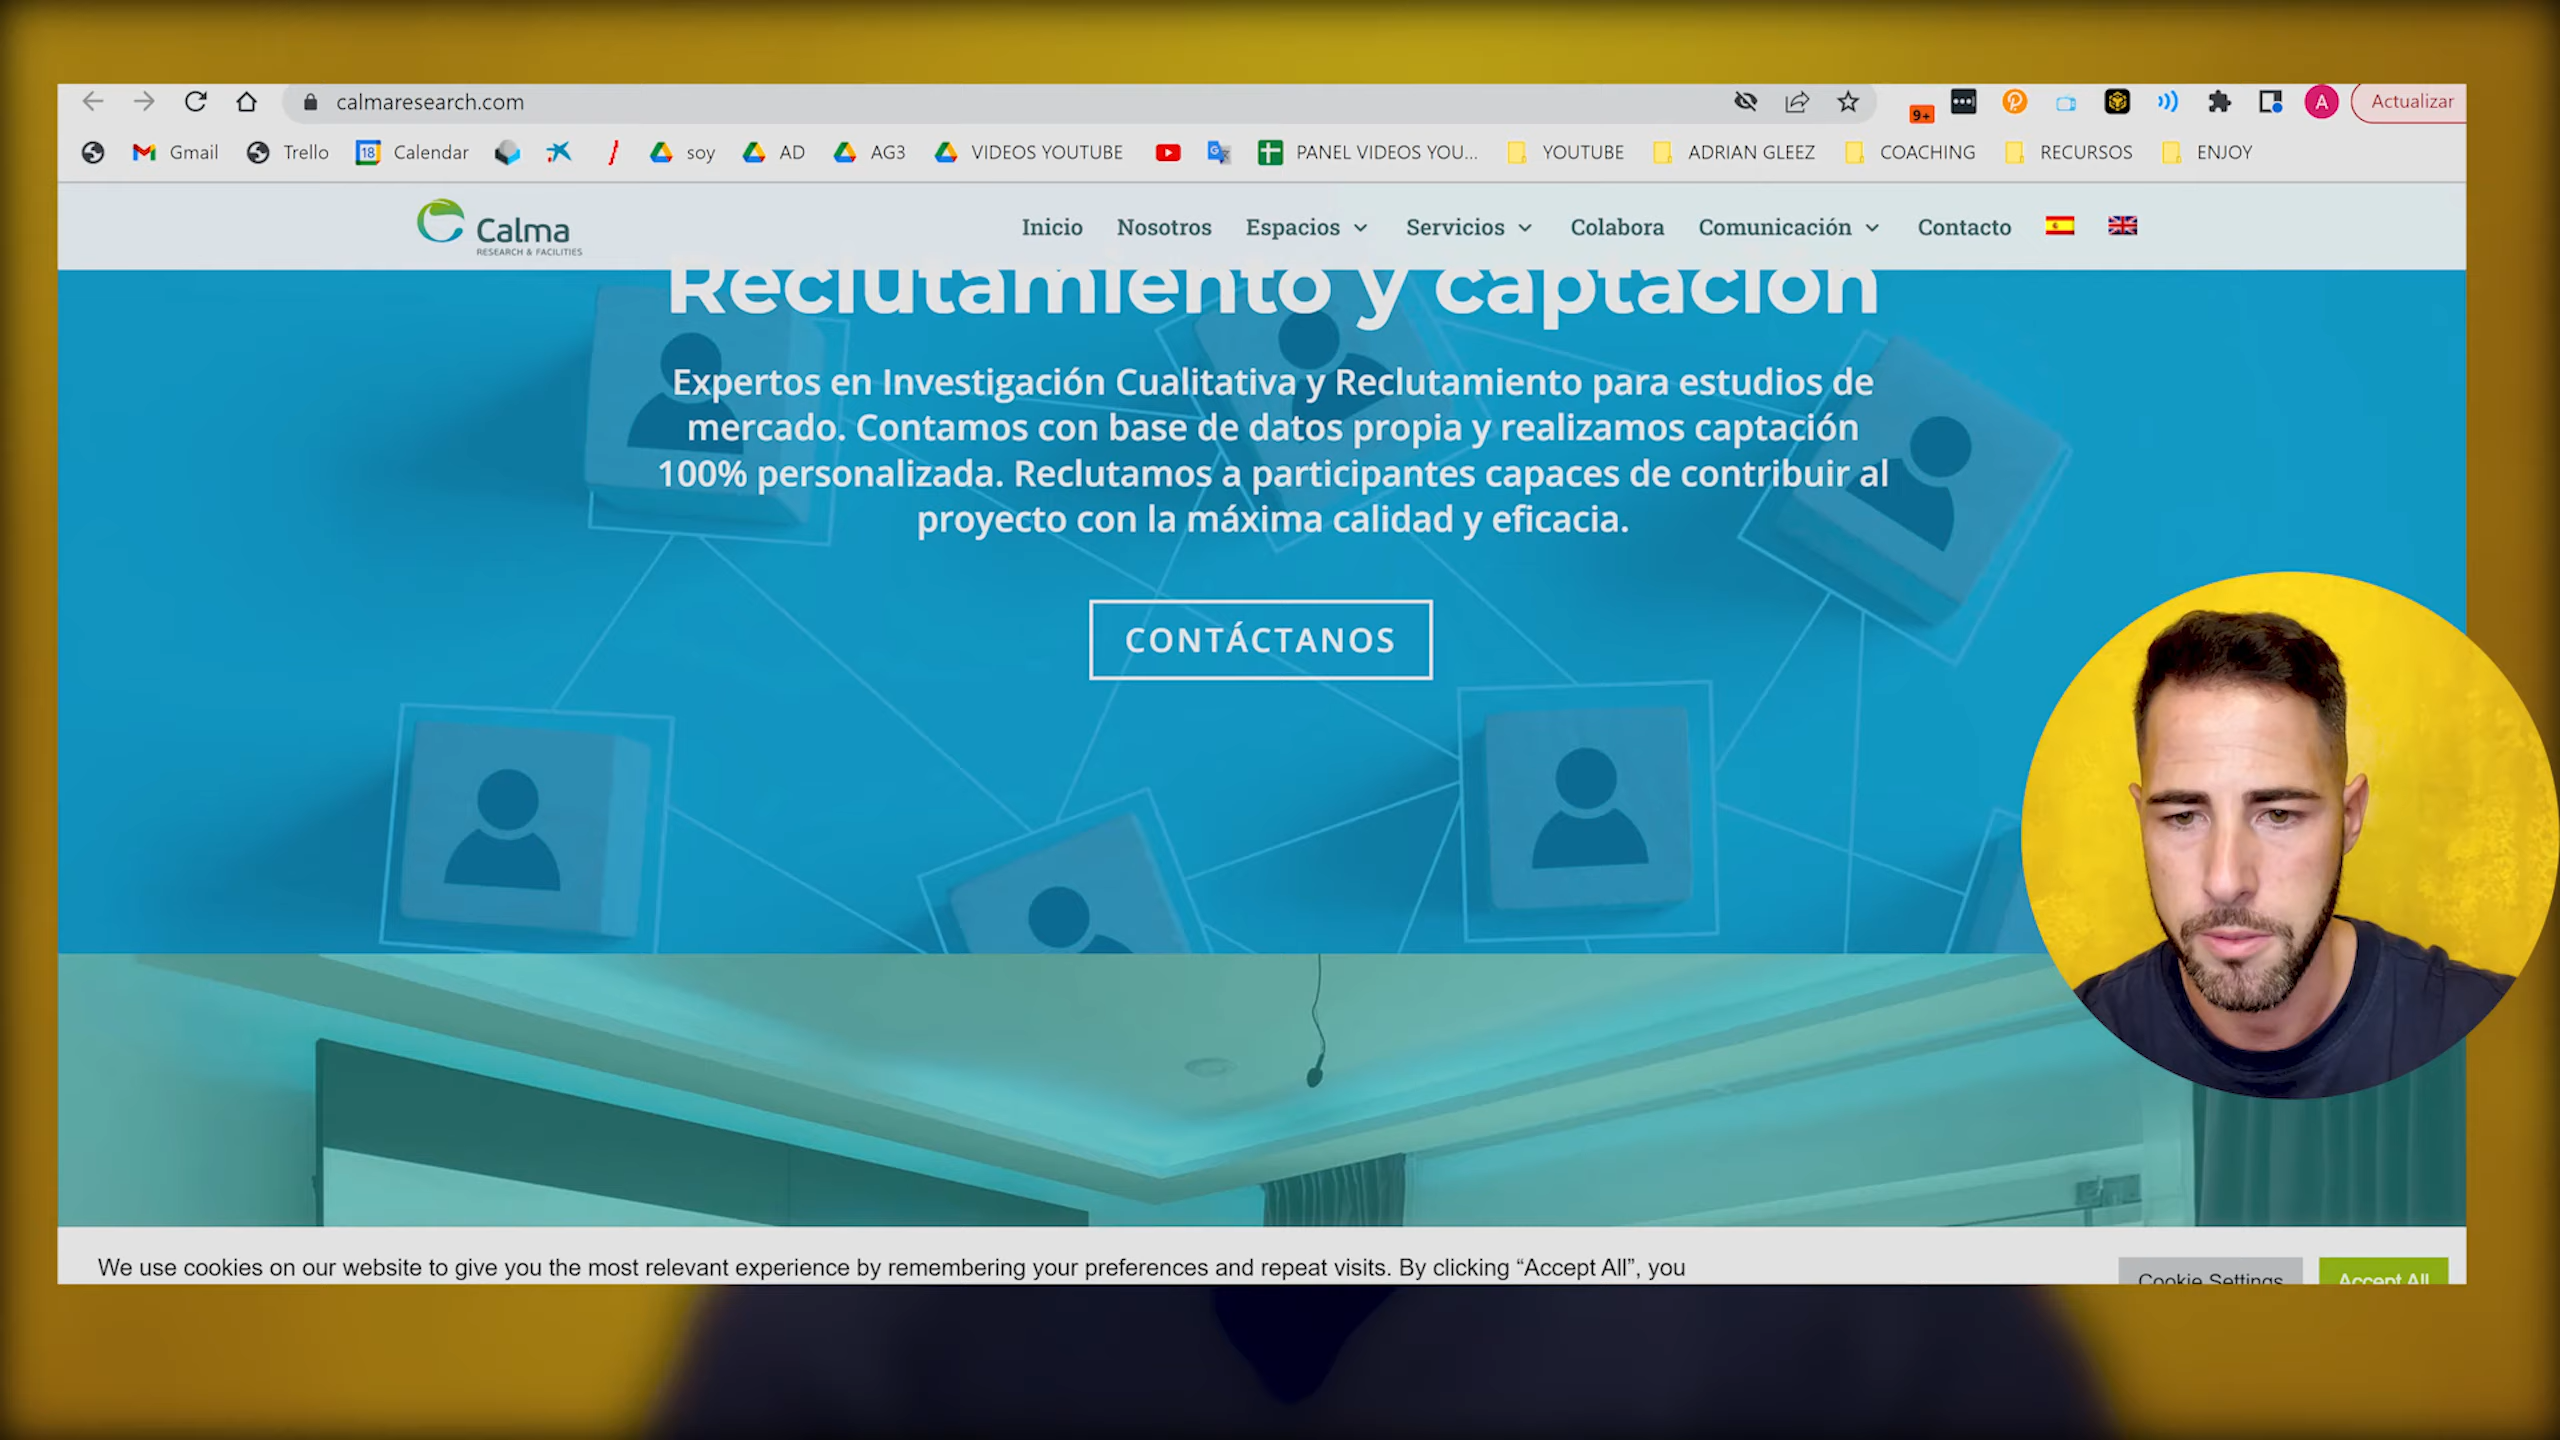 calmaresearch.com
9+
A
Actualizar
Gmail
Trello
18
Calendar
soy
AD
AG3
VIDEOS YOUTUBE
PANEL VIDEOS YOU...
YOUTUBE
ADRIAN GLEEZ
COACHING
RECURSOS
ENJOY
Calma
RESEARCH & FACILITIES
Inicio
Nosotros
Espacios
Servicios
Colabora
Comunicación
Contacto
Reclutamiento y captación
Expertos en Investigación Cualitativa y Reclutamiento para estudios de
mercado. Contamos con base de datos propia y realizamos captación
100% personalizada. Reclutamos a participantes capaces de contribuir al
proyecto con la máxima calidad y eficacia.
CONTÁCTANOS
We use cookies on our website to give you the most relevant experience by remembering your preferences and repeat visits. By clicking “Accept All”, you
Cookie Settings
Accept All